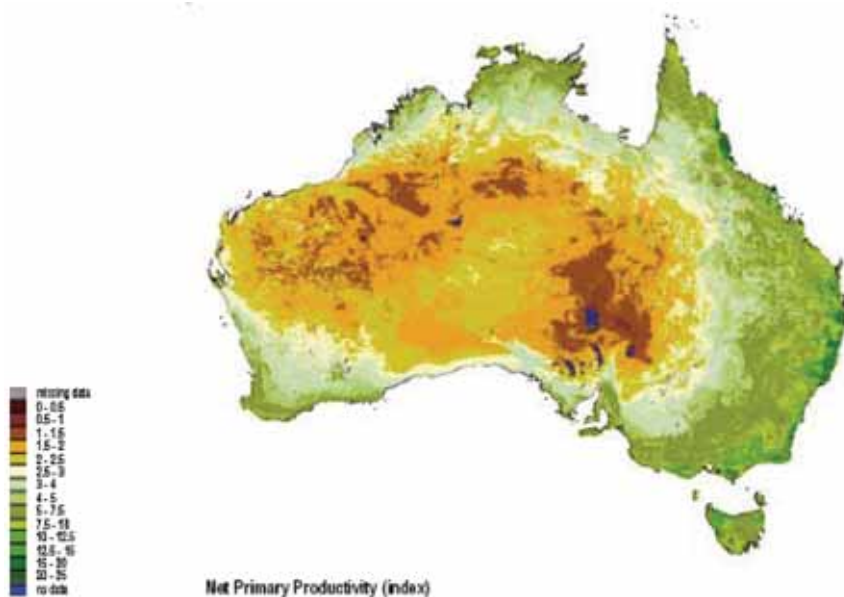 missing data
0 - 0.5
0.5 - 1
1 - 1.5
1.5 - 2
2 - 2.5
2.5 - 3
3 - 4
4 - 5
5 - 7.5
7.5 - 10
10 - 12.5
12.5 - 15
15 - 20
20 - 25
no data
Net Primary Productivity (index)